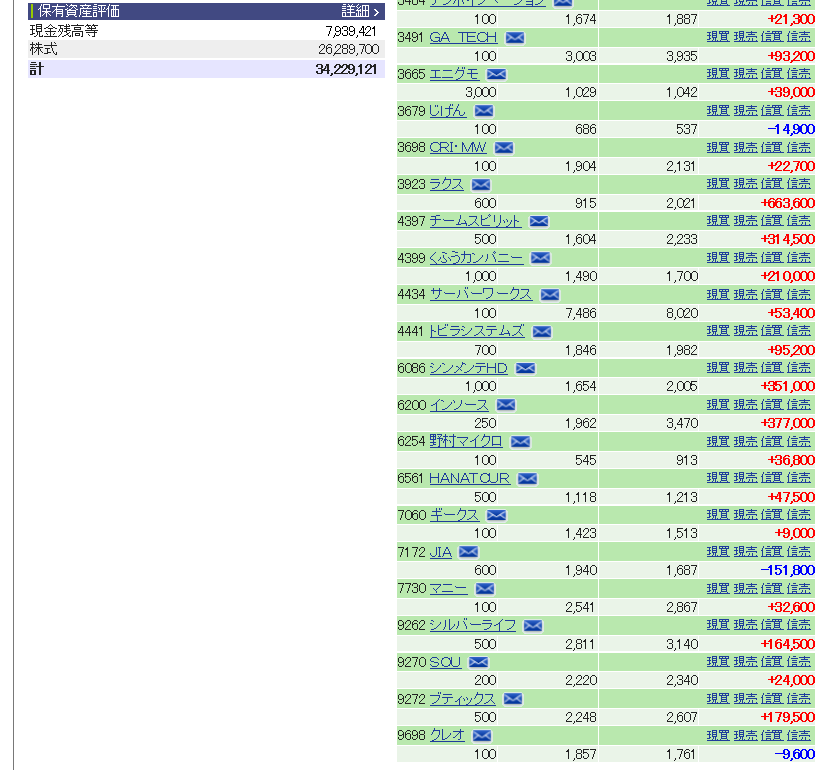 保有資産評価 詳細
現金残高等 7,939,421
株式 26,289,700
計 34,229,121
100 1,674 1,887 +21,300
3491 GA TECH 現買 現売 信買 信売
100 3,003 3,935 +93,200
3665 エニグモ 現買 現売 信買 信売
3,000 1,029 1,042 +39,000
3679 じげん 現買 現売 信買 信売
100 686 537 -14,900
3698 CRI・MW 現買 現売 信買 信売
100 1,904 2,131 +22,700
3923 ラクス 現買 現売 信買 信売
600 915 2,021 +663,600
4397 チームスピリット 現買 現売 信買 信売
500 1,604 2,233 +314,500
4399 くふうカンパニー 現買 現売 信買 信売
1,000 1,490 1,700 +210,000
4434 サーバーワークス 現買 現売 信買 信売
100 7,486 8,020 +53,400
4441 トビラシステムズ 現買 現売 信買 信売
700 1,846 1,982 +95,200
6086 シンメンテHD 現買 現売 信買 信売
1,000 1,654 2,005 +351,000
6200 インソース 現買 現売 信買 信売
250 1,962 3,470 +377,000
6254 野村マイクロ 現買 現売 信買 信売
100 545 913 +36,800
6561 HANATOUR 現買 現売 信買 信売
500 1,118 1,213 +47,500
7060 ギークス 現買 現売 信買 信売
100 1,423 1,513 +9,000
7172 JIA 現買 現売 信買 信売
600 1,940 1,687 -151,800
7730 マニー 現買 現売 信買 信売
100 2,541 2,867 +32,600
9262 シルバーライフ 現買 現売 信買 信売
500 2,811 3,140 +164,500
9270 SOU 現買 現売 信買 信売
200 2,220 2,340 +24,000
9272 ブティックス 現買 現売 信買 信売
500 2,248 2,607 +179,500
9698 クレオ 現買 現売 信買 信売
100 1,857 1,761 -9,600